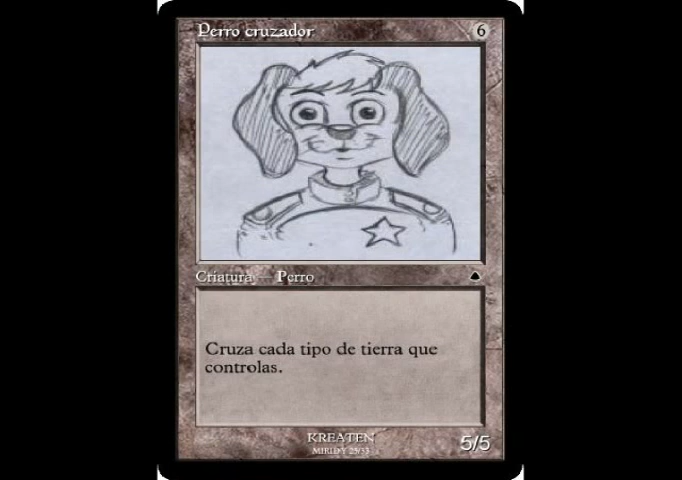 Perro cruzador 6
Criatura — Perro
Cruza cada tipo de tierra que
controlas.
KREATEN
5/5